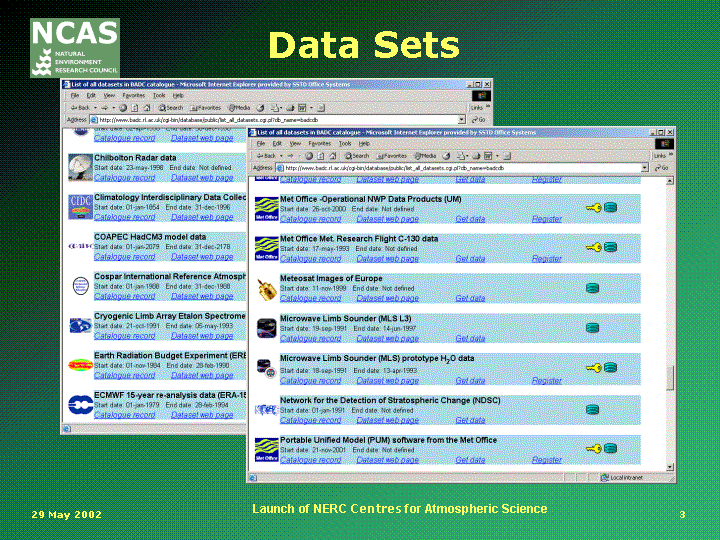 NCAS
NATURAL
ENVIRONMENT
RESEARCH COUNCIL
Data Sets
List of all datasets in BADC catalogue - Microsoft Internet Explorer provided by SSTD Office Systems
File Edit View Favorites Tools Help
Back Search Favorites Media
Links
Address http://www.badc.rl.ac.uk/cgi-bin/database/public/list_all_datasets.cgi.pl?db_name=badcdb
Go
Catalogue record Dataset web page
Chilbolton Radar data
Start date: 23-may-1998 End date: Not defined
Catalogue record Dataset web page
CIDC
Climatology Interdisciplinary Data Collec
Start date: 01-jan-1854 End date: 31-dec-1996
Catalogue record Dataset web page
COAPEC HadCM3 model data
Start date: 01-jan-2079 End date: 31-dec-2178
Catalogue record Dataset web page
Cospar International Reference Atmosph
Start date: 01-jan-1988 End date: 31-dec-1988
Catalogue record Dataset web page
Cryogenic Limb Array Etalon Spectrome
Start date: 21-oct-1991 End date: 05-may-1993
Catalogue record Dataset web page
Earth Radiation Budget Experiment (ERB
Start date: 01-nov-1984 End date: 28-feb-1990
Catalogue record Dataset web page
ECMWF 15-year re-analysis data (ERA-15
Start date: 01-jan-1979 End date: 28-feb-1994
Catalogue record Dataset web page
List of all datasets in BADC catalogue - Microsoft Internet Explorer provided by SSTD Office Systems
File Edit View Favorites Tools Help
Back Search Favorites Media
Links
Address http://www.badc.rl.ac.uk/cgi-bin/database/public/list_all_datasets.cgi.pl?db_name=badcdb
Go
Met Office
Catalogue record Dataset web page Get data Register
Met Office -Operational NWP Data Products (UM)
Start date: 26-oct-2000 End date: Not defined
Met Office
Catalogue record Dataset web page Get data Register
Met Office Met. Research Flight C-130 data
Start date: 17-may-1993 End date: Not defined
Met Office
Catalogue record Dataset web page Get data Register
Meteosat Images of Europe
Start date: 11-nov-1998 End date: Not defined
Catalogue record Dataset web page Get data
Microwave Limb Sounder (MLS L3)
Start date: 19-sep-1991 End date: 14-jun-1997
Catalogue record Dataset web page Get data
Microwave Limb Sounder (MLS) prototype H2O data
Start date: 18-sep-1991 End date: 13-apr-1993
Catalogue record Dataset web page Get data Register
Network for the Detection of Stratospheric Change (NDSC)
Start date: 01-jan-1991 End date: Not defined
Catalogue record Dataset web page Get data
Portable Unified Model (PUM) software from the Met Office
Start date: 21-nov-2001 End date: Not defined
Met Office
Catalogue record Dataset web page Get data Register
Local intranet
29 May 2002
Launch of NERC Centres for Atmospheric Science
3